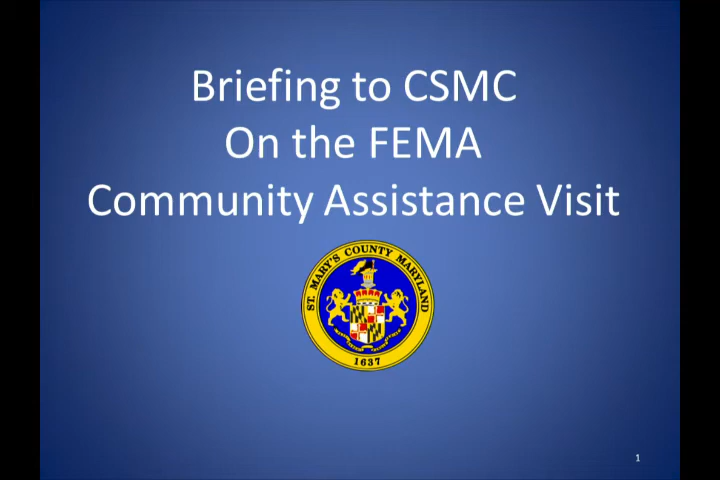 Briefing to CSMC
On the FEMA
Community Assistance Visit
ST. MARY'S COUNTY MARYLAND
1637
1